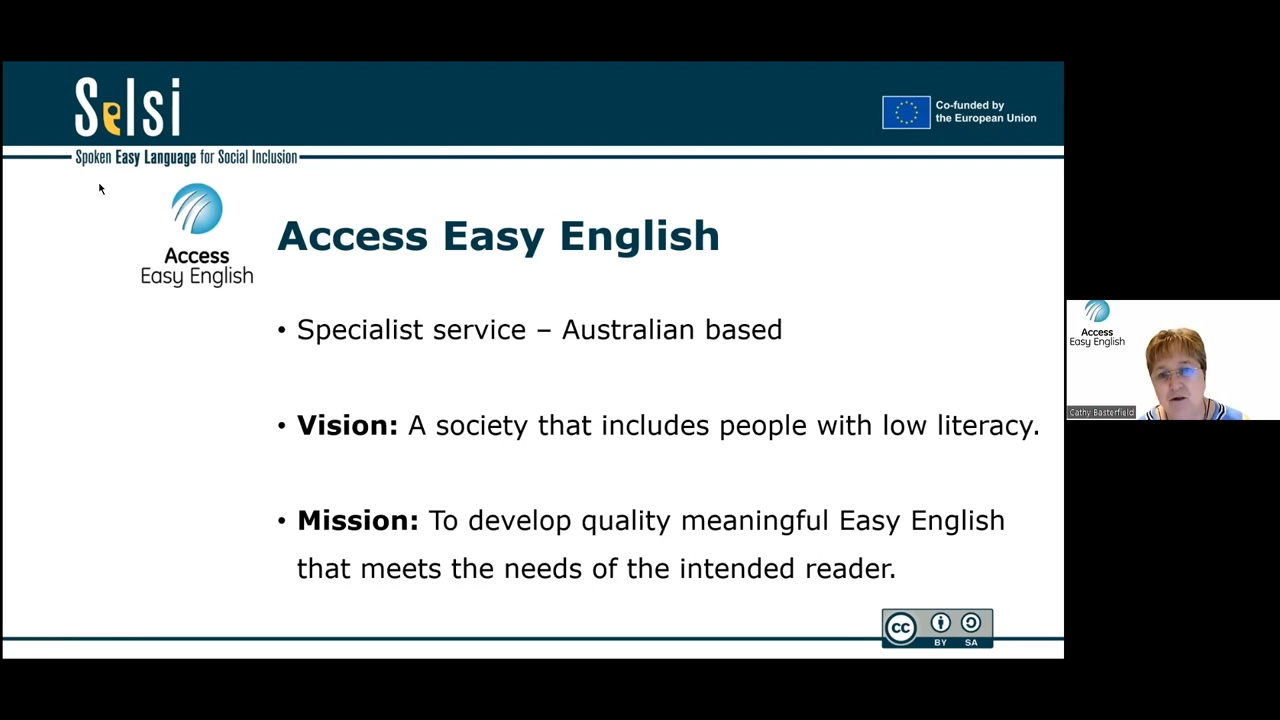 Selsi
Co-funded by
the European Union
Spoken Easy Language for Social Inclusion
Access
Easy English
Access Easy English
• Specialist service – Australian based
• Vision: A society that includes people with low literacy.
• Mission: To develop quality meaningful Easy English
that meets the needs of the intended reader.
CC
BY SA
Access
Easy English
Cathy Basterfield